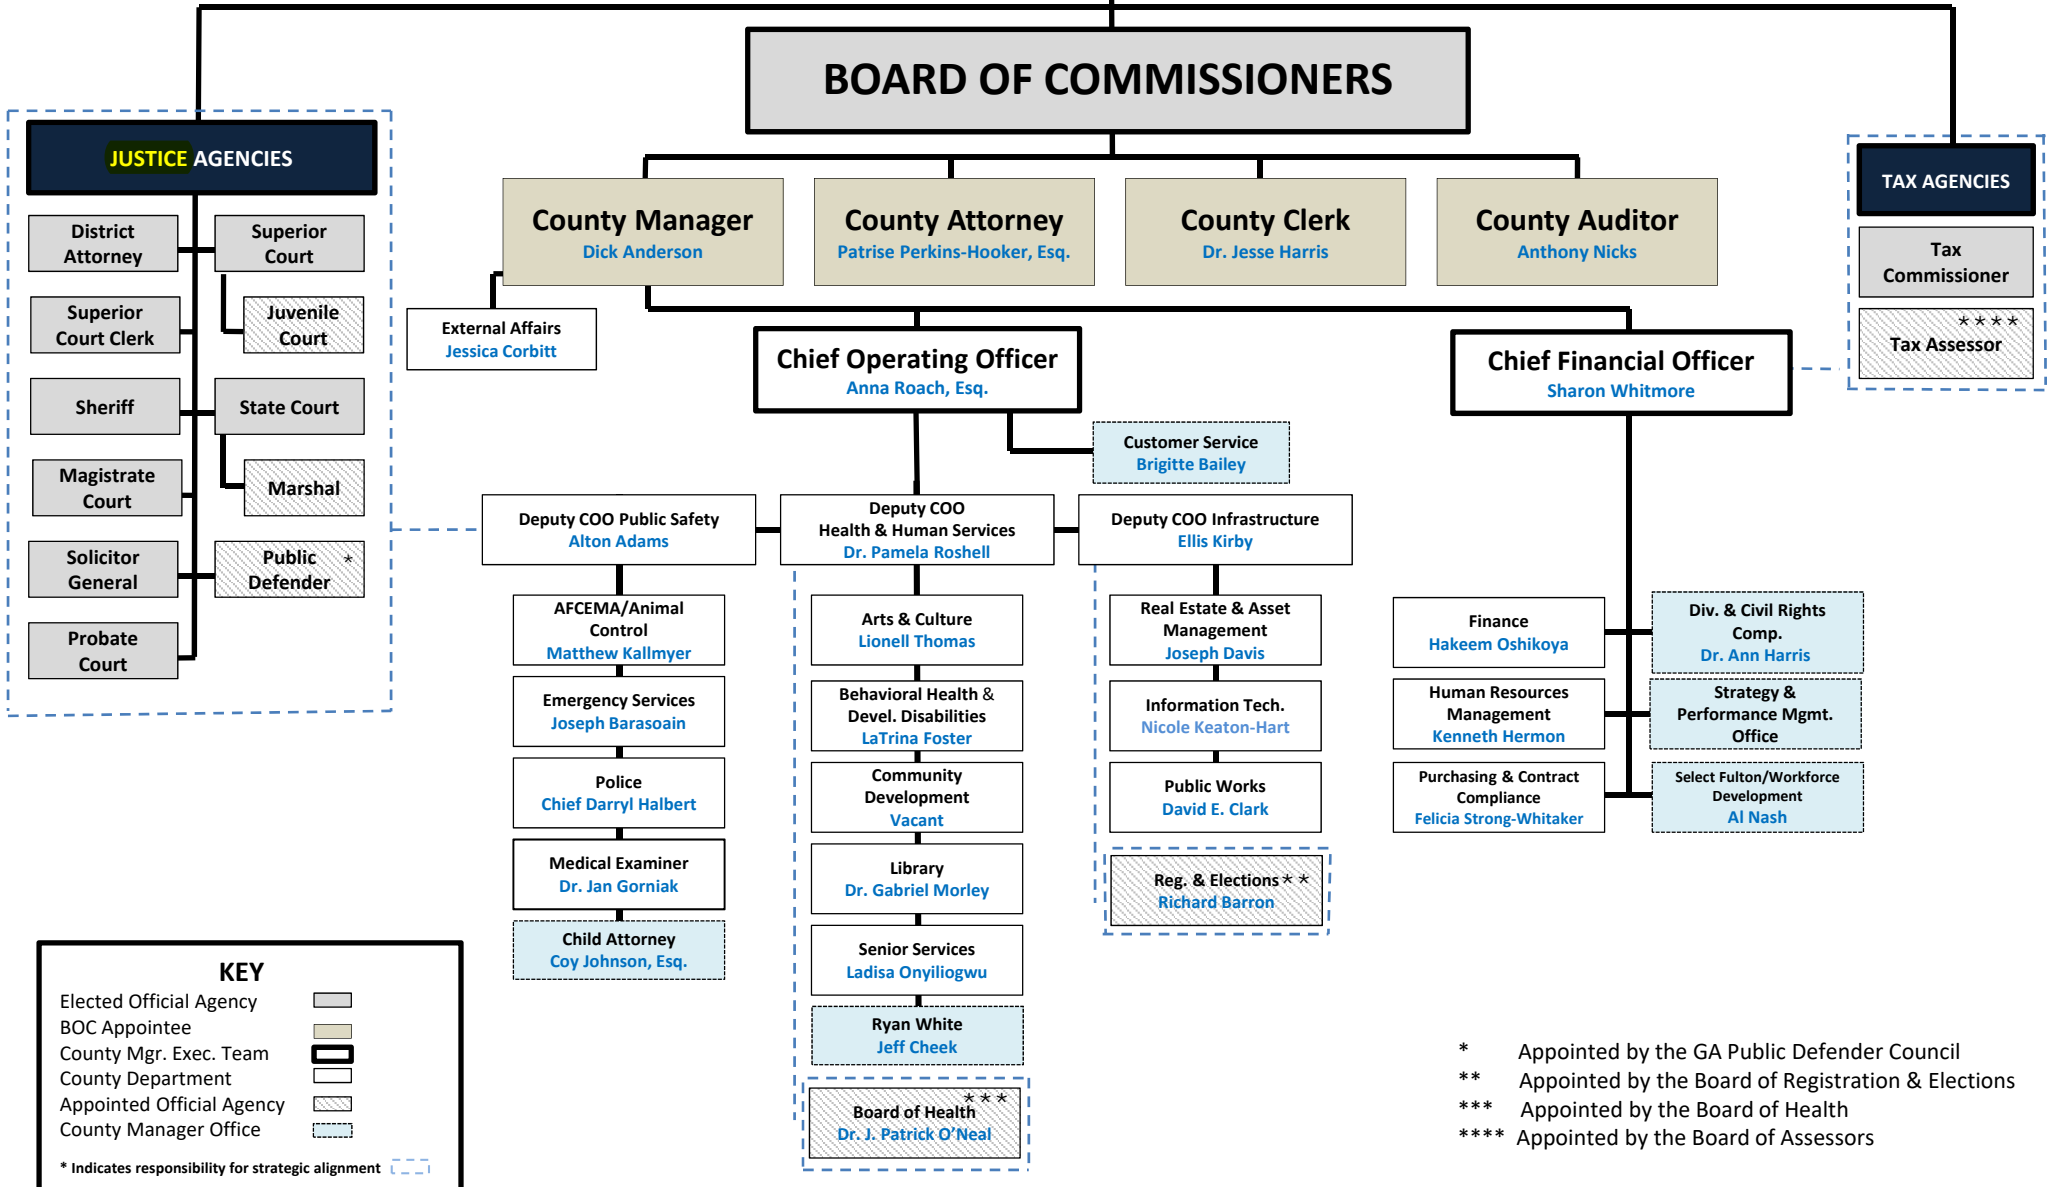 BOARD OF COMMISSIONERS
JUSTICE AGENCIES
District
Attorney
Superior
Court
Superior
Court Clerk
Juvenile
Court
Sheriff
State Court
Magistrate
Court
Marshal
Solicitor
General
Public *
Defender
Probate
Court
County Manager
Dick Anderson
County Attorney
Patrise Perkins-Hooker, Esq.
County Clerk
Dr. Jesse Harris
County Auditor
Anthony Nicks
TAX AGENCIES
Tax
Commissioner
****
Tax Assessor
External Affairs
Jessica Corbitt
Chief Operating Officer
Anna Roach, Esq.
Chief Financial Officer
Sharon Whitmore
Customer Service
Brigitte Bailey
Deputy COO Public Safety
Alton Adams
Deputy COO
Health & Human Services
Dr. Pamela Roshell
Deputy COO Infrastructure
Ellis Kirby
AFCEMA/Animal
Control
Matthew Kallmyer
Emergency Services
Joseph Barasoain
Police
Chief Darryl Halbert
Medical Examiner
Dr. Jan Gorniak
Child Attorney
Coy Johnson, Esq.
Arts & Culture
Lionell Thomas
Behavioral Health &
Devel. Disabilities
LaTrina Foster
Community
Development
Vacant
Library
Dr. Gabriel Morley
Senior Services
Ladisa Onyiliogwu
Ryan White
Jeff Cheek
***
Board of Health
Dr. J. Patrick O'Neal
Real Estate & Asset
Management
Joseph Davis
Information Tech.
Nicole Keaton-Hart
Public Works
David E. Clark
Reg. & Elections**
Richard Barron
Finance
Hakeem Oshikoya
Div. & Civil Rights
Comp.
Dr. Ann Harris
Human Resources
Management
Kenneth Hermon
Strategy &
Performance Mgmt.
Office
Purchasing & Contract
Compliance
Felicia Strong-Whitaker
Select Fulton/Workforce
Development
Al Nash
KEY
Elected Official Agency
BOC Appointee
County Mgr. Exec. Team
County Department
Appointed Official Agency
County Manager Office
* Indicates responsibility for strategic alignment
* Appointed by the GA Public Defender Council
** Appointed by the Board of Registration & Elections
*** Appointed by the Board of Health
**** Appointed by the Board of Assessors